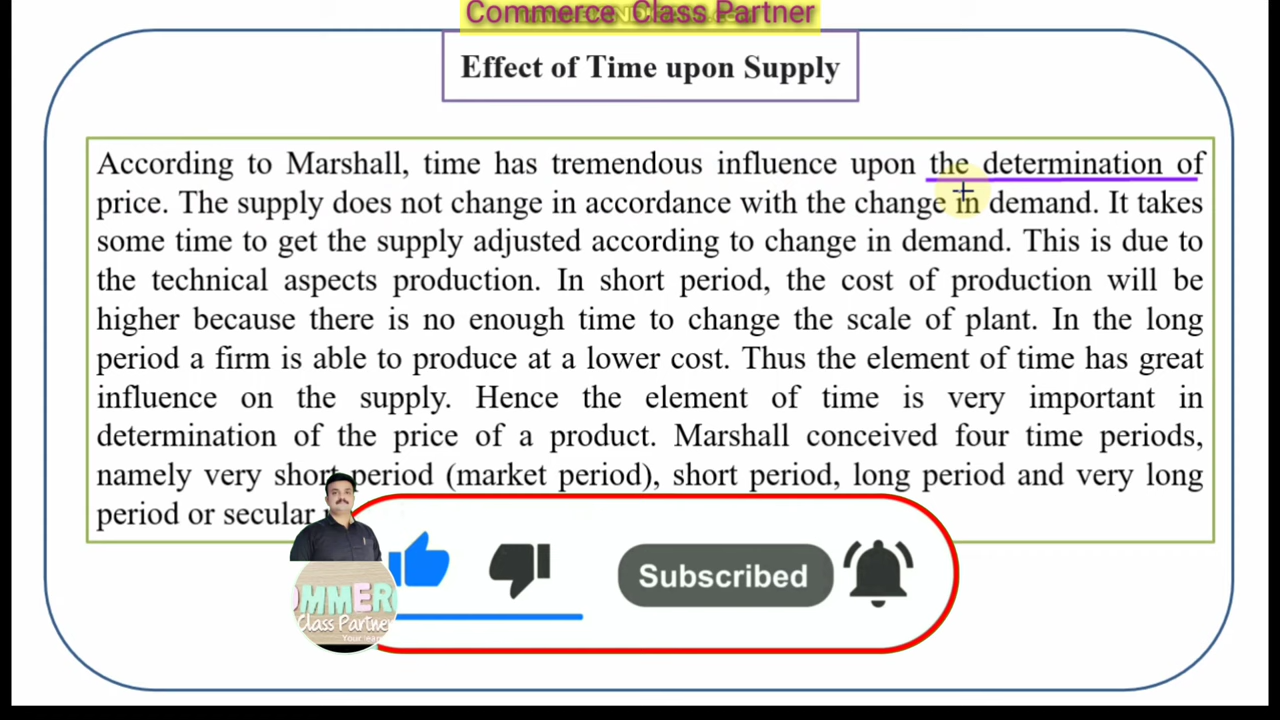 Commerce Class Partner
Effect of Time upon Supply
According to Marshall, time has tremendous influence upon the determination of
price. The supply does not change in accordance with the change in demand. It takes
some time to get the supply adjusted according to change in demand. This is due to
the technical aspects production. In short period, the cost of production will be
higher because there is no enough time to change the scale of plant. In the long
period a firm is able to produce at a lower cost. Thus the element of time has great
influence on the supply. Hence the element of time is very important in
determination of the price of a product. Marshall conceived four time periods,
namely very short period (market period), short period, long period and very long
period or secular
Subscribed
Class Partner